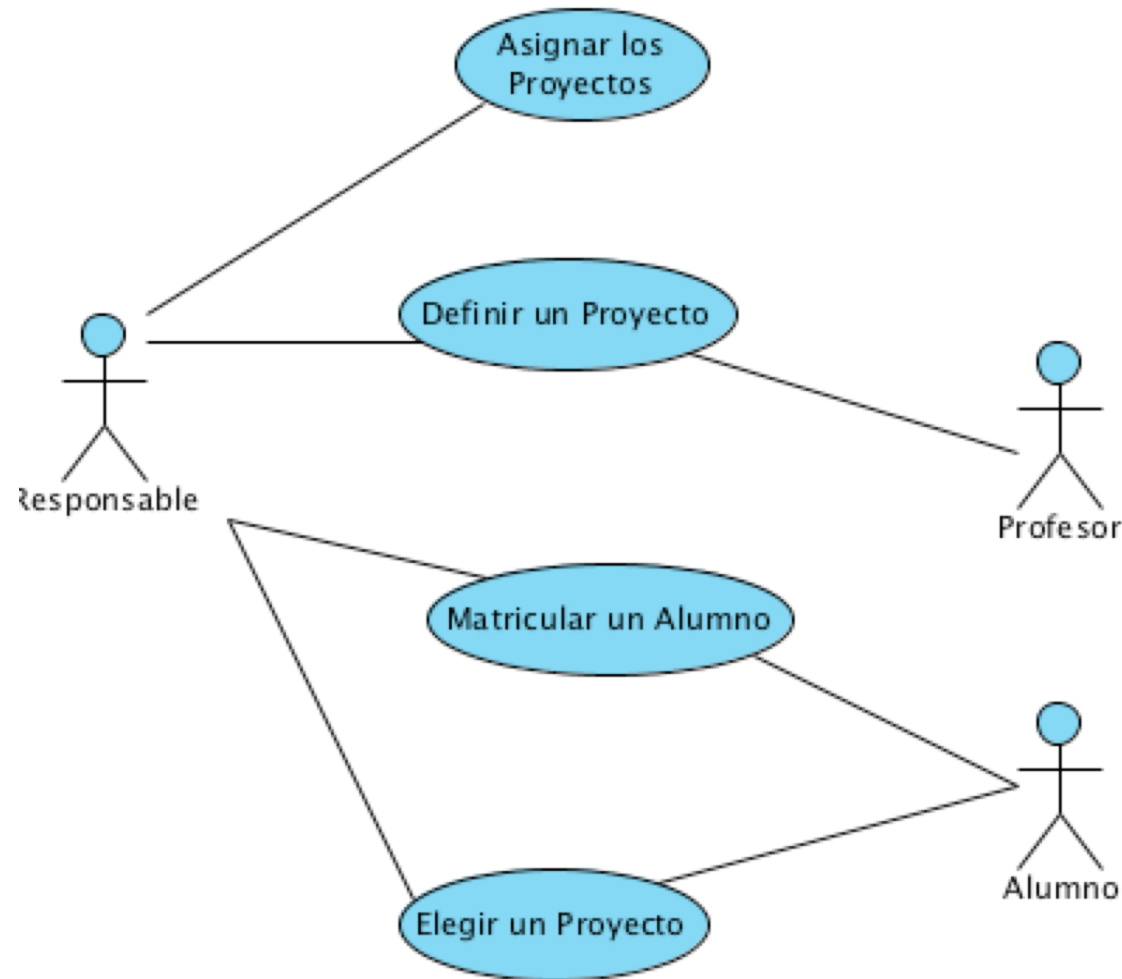 Asignar los
Proyectos
Definir un Proyecto
Responsable
Profesor
Matricular un Alumno
Alumno
Elegir un Proyecto